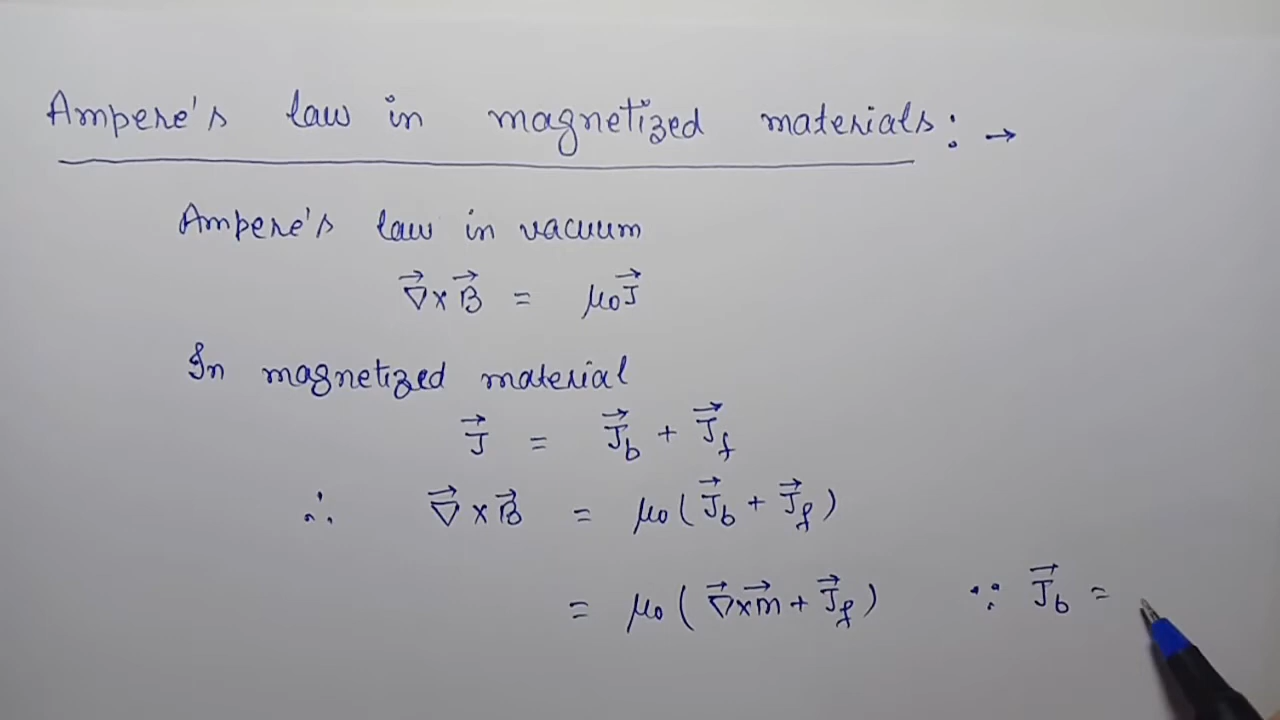 Ampere's law in magnetized materials: →
Ampere's law in vacuum
∇⃗ × B⃗ = μ₀J⃗
In magnetized material
J⃗ = J⃗_b + J⃗_f
∴ ∇⃗ × B⃗ = μ₀(J⃗_b + J⃗_f)
= μ₀(∇⃗ × m⃗ + J⃗_f) ∵ J⃗_b =